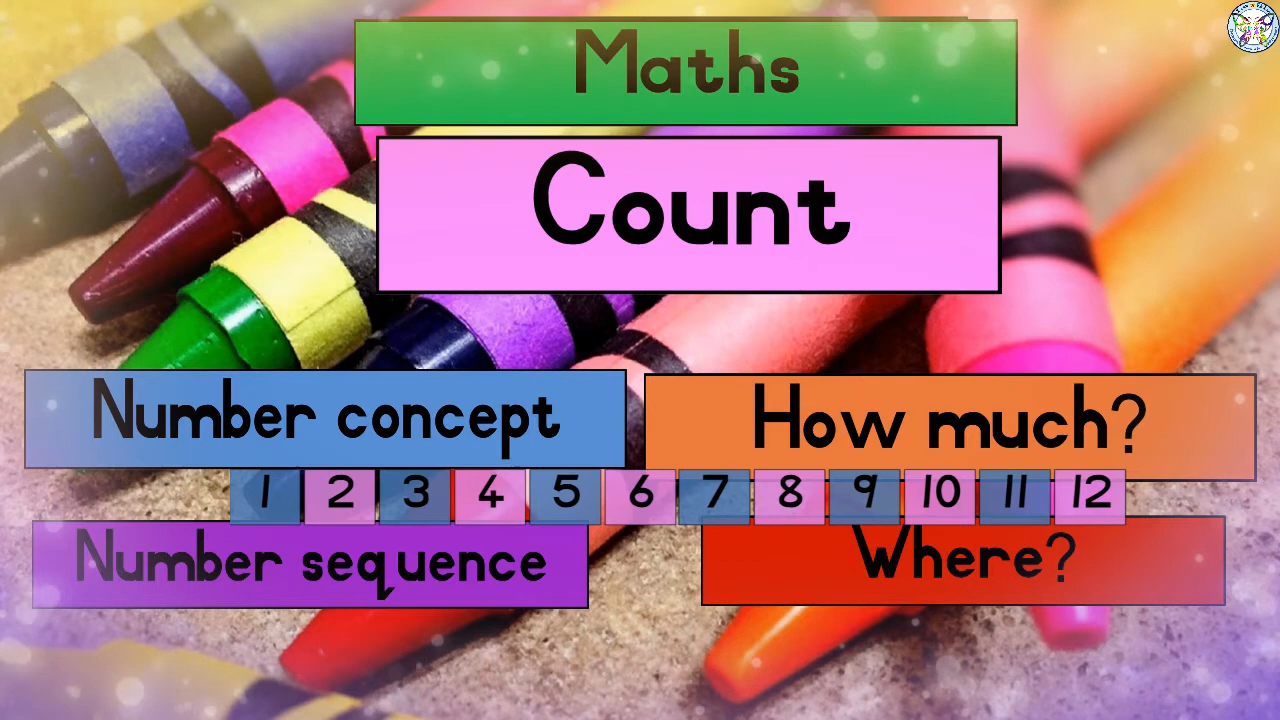 Maths
Count
Number concept
How much?
1 2 3 4 5 6 7 8 9 10 11 12
Number sequence
Where?